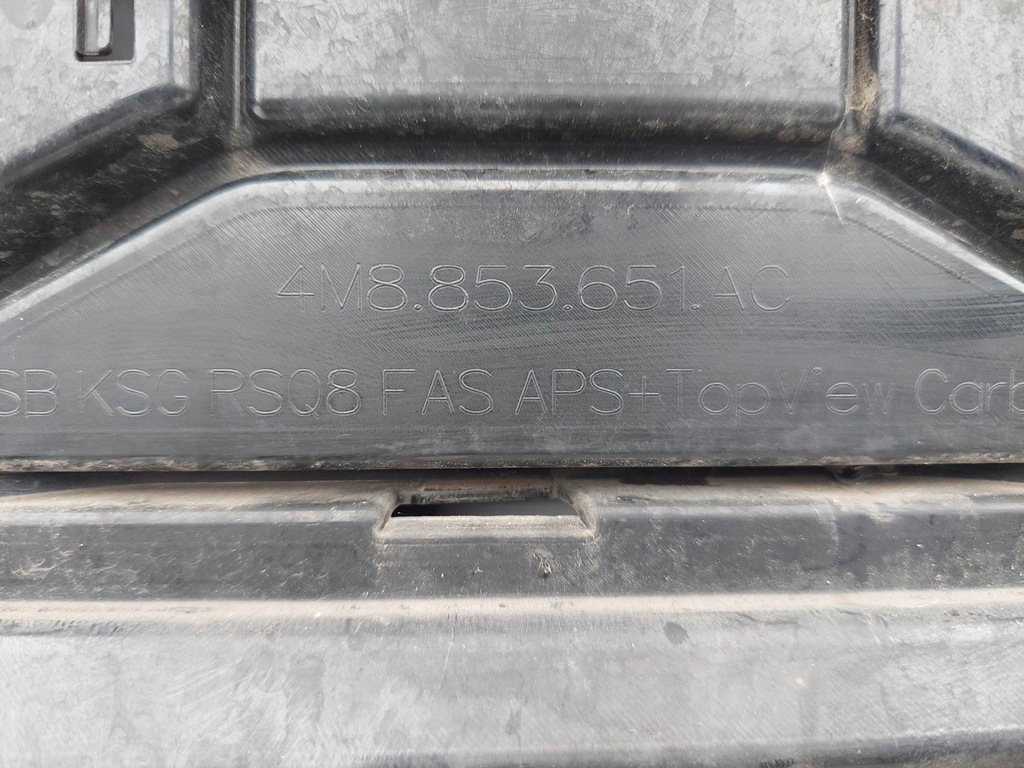 4M8.853.651.AC
SB KSG RSQ8 FAS APS+TopView Carb